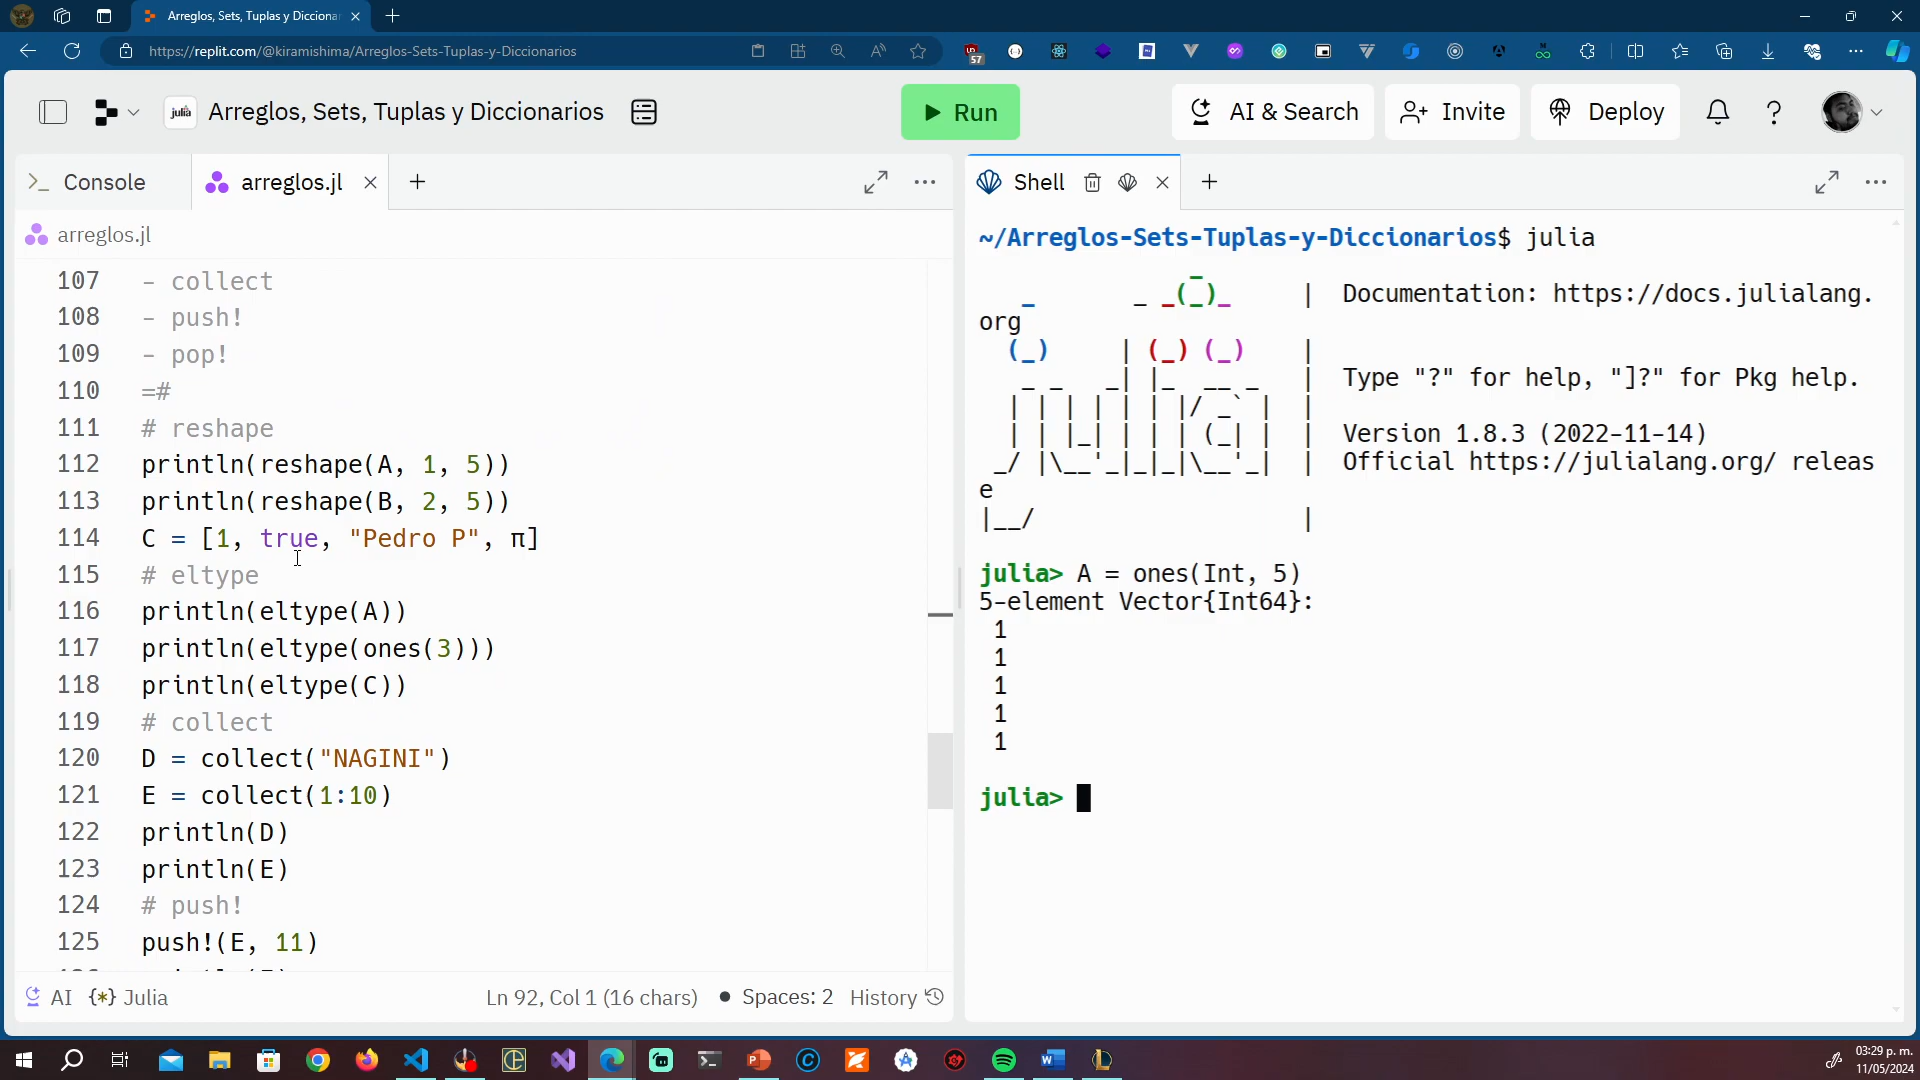 Arreglos, Sets, Tuplas y Dicciona
https://replit.com/@kiramishima/Arreglos-Sets-Tuplas-y-Diccionarios
57
julia
Arreglos, Sets, Tuplas y Diccionarios
Run
AI & Search
Invite
Deploy
Console
arreglos.jl
Shell
arreglos.jl
107 - collect
108 - push!
109 - pop!
110 =#
111 # reshape
112 println(reshape(A, 1, 5))
113 println(reshape(B, 2, 5))
114 C = [1, true, "Pedro P", π]
115 # eltype
116 println(eltype(A))
117 println(eltype(ones(3)))
118 println(eltype(C))
119 # collect
120 D = collect("NAGINI")
121 E = collect(1:10)
122 println(D)
123 println(E)
124 # push!
125 push!(E, 11)
AI {*} Julia Ln 92, Col 1 (16 chars) Spaces: 2 History
~/Arreglos-Sets-Tuplas-y-Diccionarios$ julia
               _
   _       _ _(_)_     |  Documentation: https://docs.julialang.
org
  (_)     | (_) (_)    |
   _ _   _| |_  __ _   |  Type "?" for help, "]?" for Pkg help.
  | | | | | | |/ _` |  |
  | | |_| | | | (_| |  |  Version 1.8.3 (2022-11-14)
 _/ |\__'_|_|_|\__'_|  |  Official https://julialang.org/ releas
e
|__/                   |
julia> A = ones(Int, 5)
5-element Vector{Int64}:
1
1
1
1
1
julia>
03:29 p. m.
11/05/2024